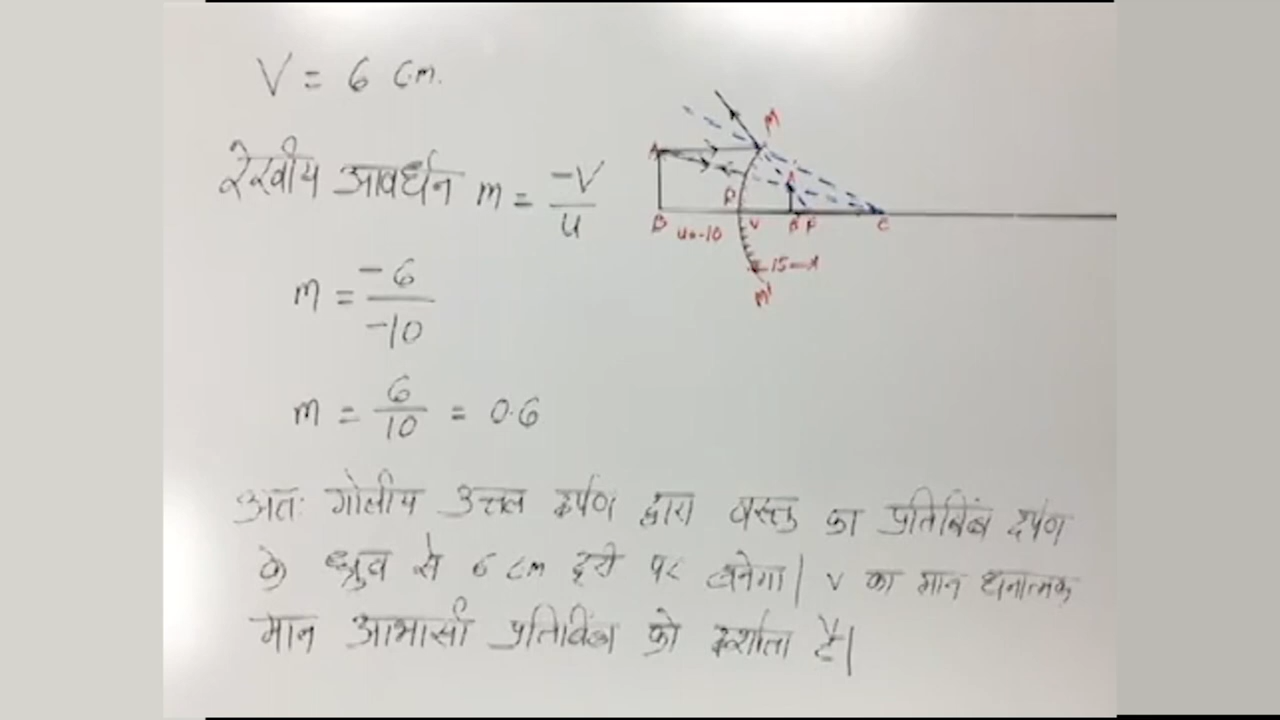 V = 6 cm.
रेखीय आवर्धन m = -V/u
m = -6/-10
m = 6/10 = 0.6
अतः गोलीय उत्तल दर्पण द्वारा वस्तु का प्रतिबिंब दर्पण
के ध्रुव से 6 cm दूरी पर बनेगा| v का मान धनात्मक
मान आभासी प्रतिबिंब को दर्शाता है|
M
A
A
P
B
u=-10
V
B' F
C
15
M'